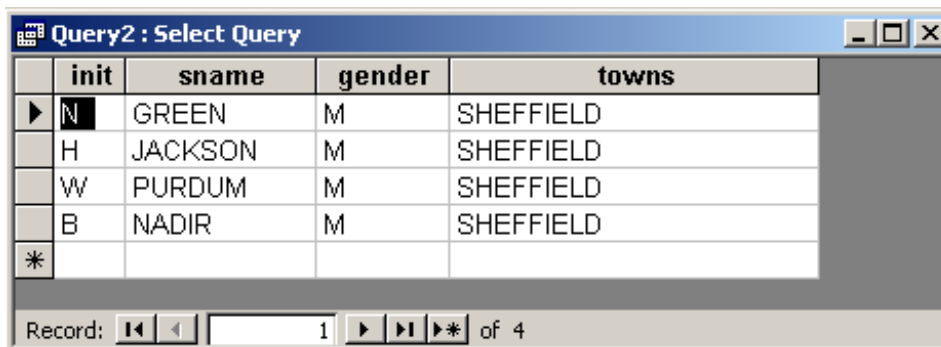 Query2 : Select Query
init sname gender towns
N GREEN M SHEFFIELD
H JACKSON M SHEFFIELD
W PURDUM M SHEFFIELD
B NADIR M SHEFFIELD
Record: 1 of 4